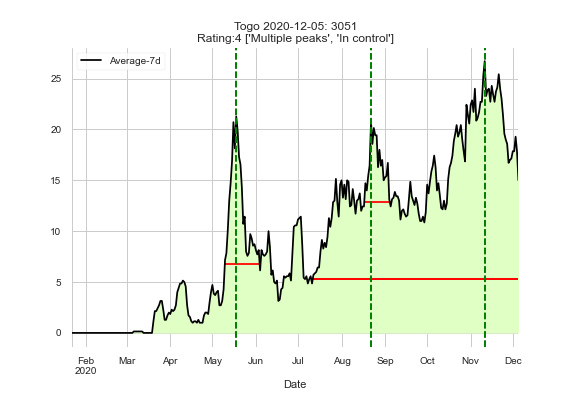 Togo 2020-12-05: 3051
Rating:4 ['Multiple peaks', 'In control']
Average-7d
25
20
15
10
5
0
Feb Mar Apr May Jun Jul Aug Sep Oct Nov Dec
2020
Date